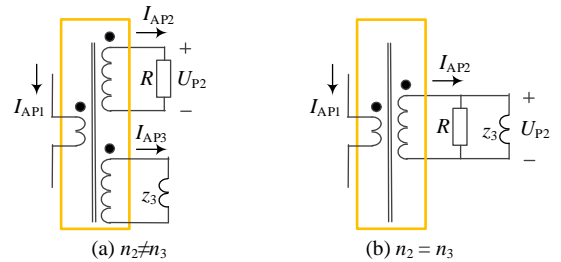 I_AP2
+
I_AP1
R
U_P2
−
I_AP3
z_3
(a) n_2≠n_3
I_AP1
I_AP2
+
R
z_3
U_P2
−
(b) n_2 = n_3